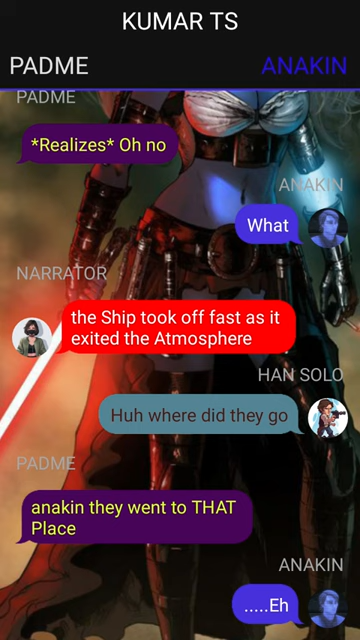 KUMAR TS
PADME
ANAKIN
PADME
*Realizes* Oh no
ANAKIN
What
NARRATOR
the Ship took off fast as it
exited the Atmosphere
HAN SOLO
Huh where did they go
PADME
anakin they went to THAT
Place
ANAKIN
.....Eh